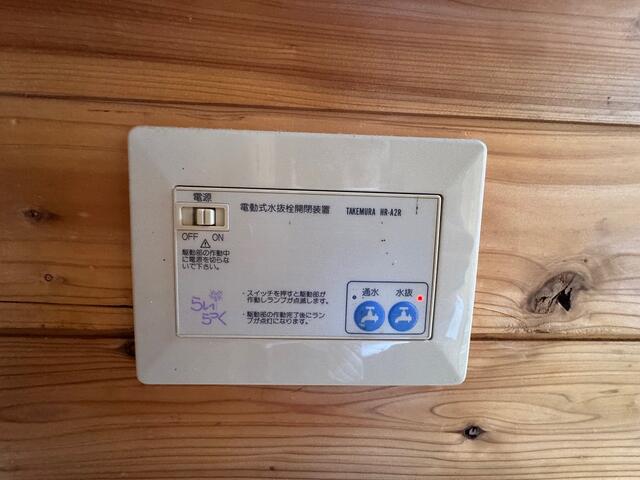 電源
電動式水抜栓開閉装置 TAKEMURA HR-A2R
OFF ON
駆動部の作動中
に電源を切らな
いで下さい。
らい
らく
・スイッチを押すと駆動部が
作動しランプが点滅します。
・駆動部の作動完了後にラン
プが点灯になります。
通水 水抜